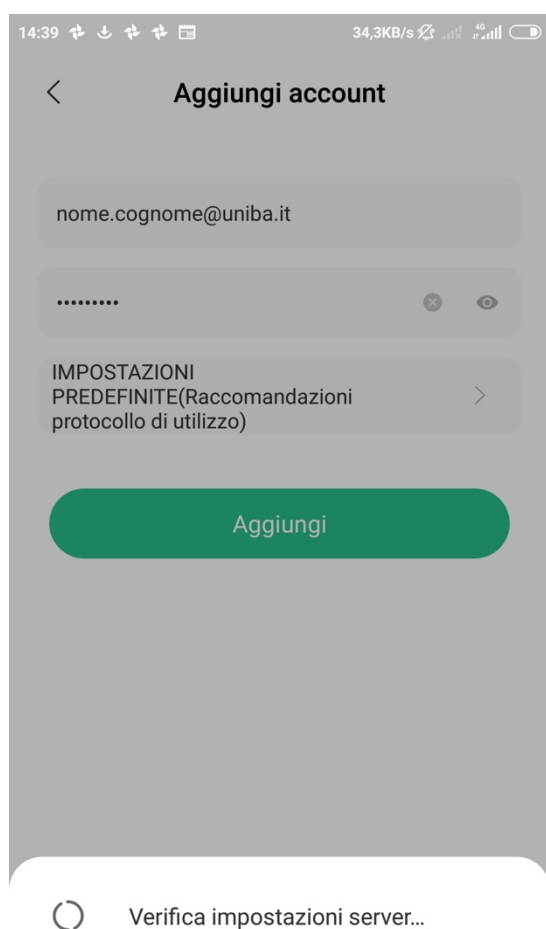 14:39
34,3KB/s
4G
Aggiungi account
nome.cognome@uniba.it
•••••••••
IMPOSTAZIONI
PREDEFINITE(Raccomandazioni
protocollo di utilizzo)
Aggiungi
Verifica impostazioni server...